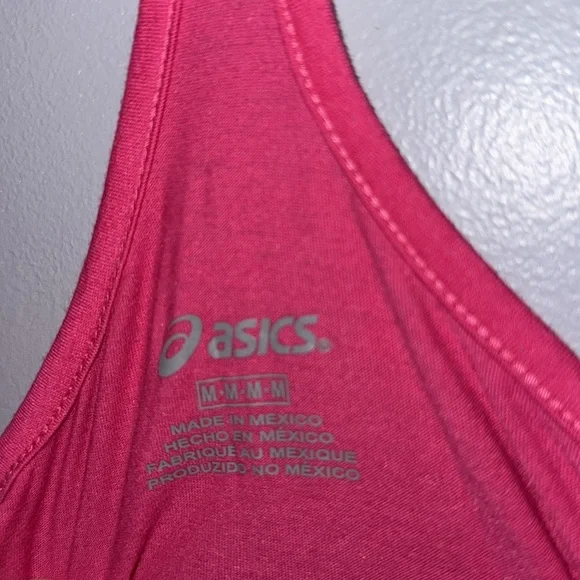 asics®
M·M·M·M
MADE IN MEXICO
HECHO EN MÉXICO
FABRIQUÉ AU MEXIQUE
PRODUZIDO NO MÉXICO